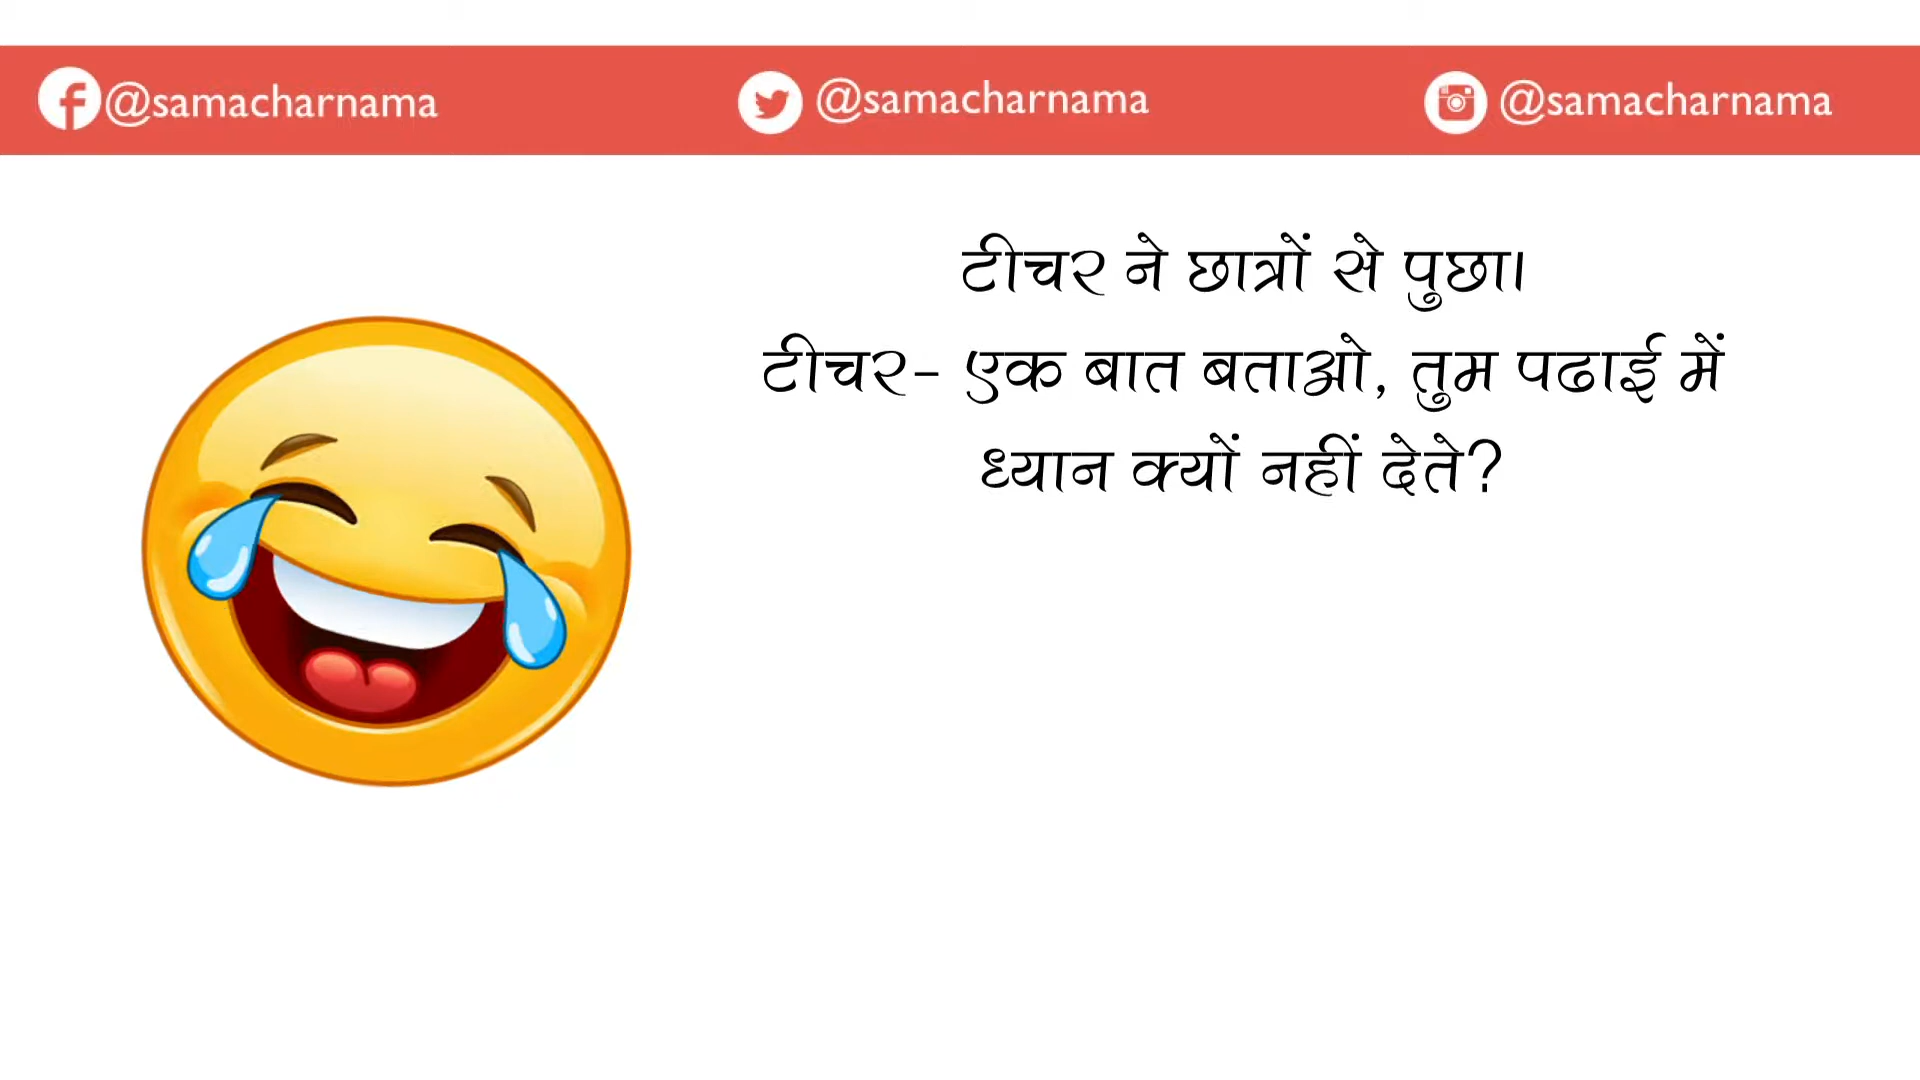 @samacharnama
@samacharnama
@samacharnama
टीचर ने छात्रों से पुछा।
टीचर- एक बात बताओ, तुम पढाई में
ध्यान क्यों नहीं देते?